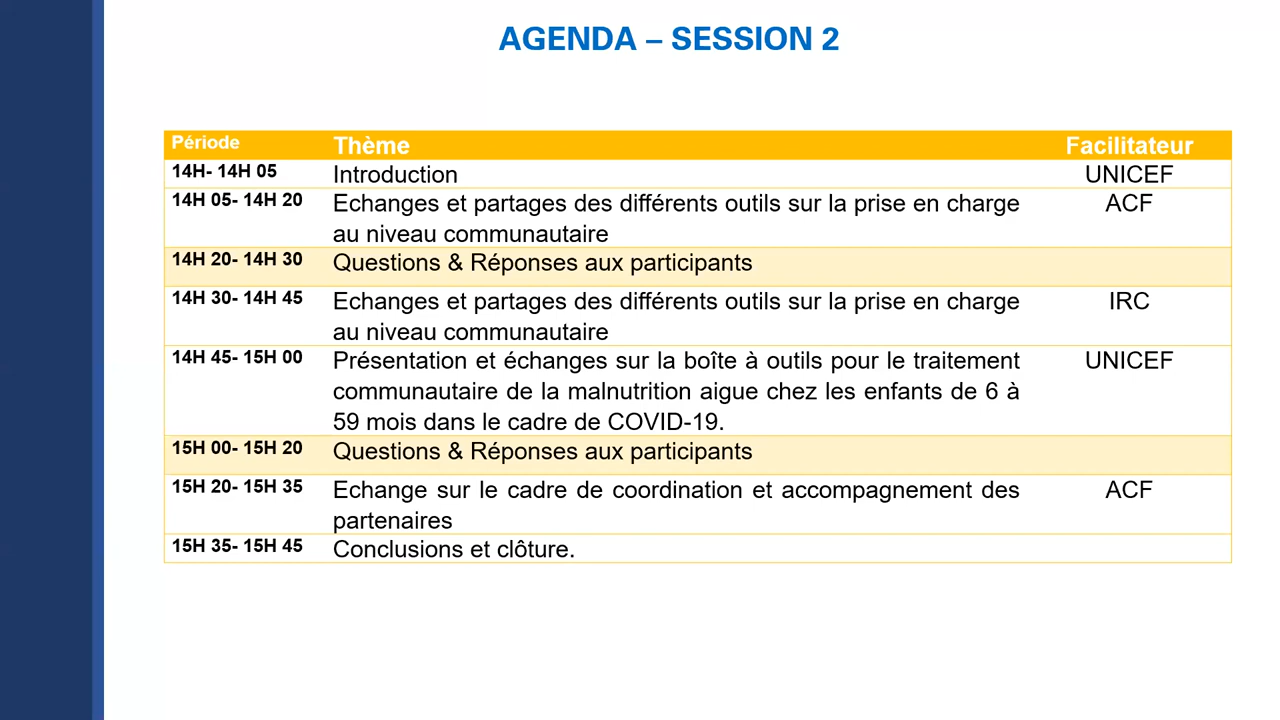 AGENDA – SESSION 2
Période Thème Facilitateur
14H- 14H 05 Introduction UNICEF
14H 05- 14H 20 Echanges et partages des différents outils sur la prise en charge ACF
au niveau communautaire
14H 20- 14H 30 Questions & Réponses aux participants
14H 30- 14H 45 Echanges et partages des différents outils sur la prise en charge IRC
au niveau communautaire
14H 45- 15H 00 Présentation et échanges sur la boîte à outils pour le traitement UNICEF
communautaire de la malnutrition aigue chez les enfants de 6 à
59 mois dans le cadre de COVID-19.
15H 00- 15H 20 Questions & Réponses aux participants
15H 20- 15H 35 Echange sur le cadre de coordination et accompagnement des ACF
partenaires
15H 35- 15H 45 Conclusions et clôture.